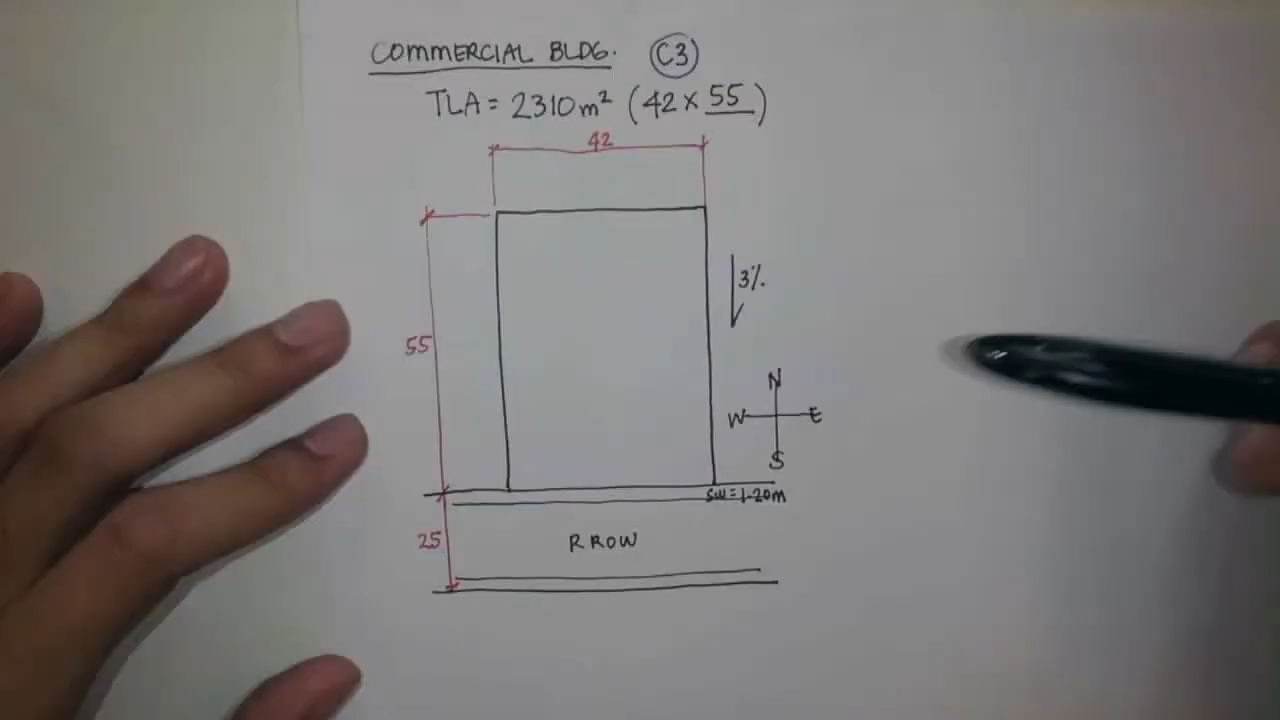 COMMERCIAL BLDG. C3
TLA = 2310m² (42 × 55)
42
3%
55
N
W E
S
SW = 1.20m
25
RROW